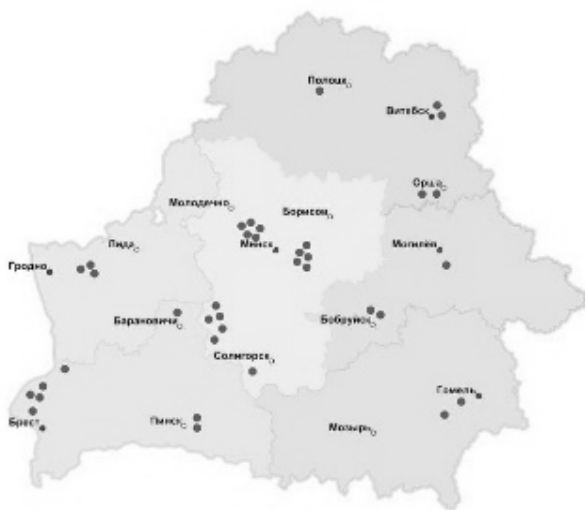 Полоцк
Витебск
Орша
Молодечно
Борисов
Минск
Могилёв
Лида
Гродно
Барановичи
Бобруйск
Солигорск
Гомель
Брест
Пинск
Мозырь